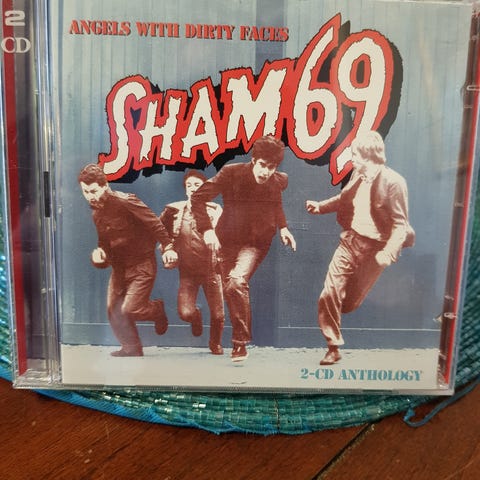 2
CD
ANGELS WITH DIRTY FACES
SHAM 69
2-CD ANTHOLOGY